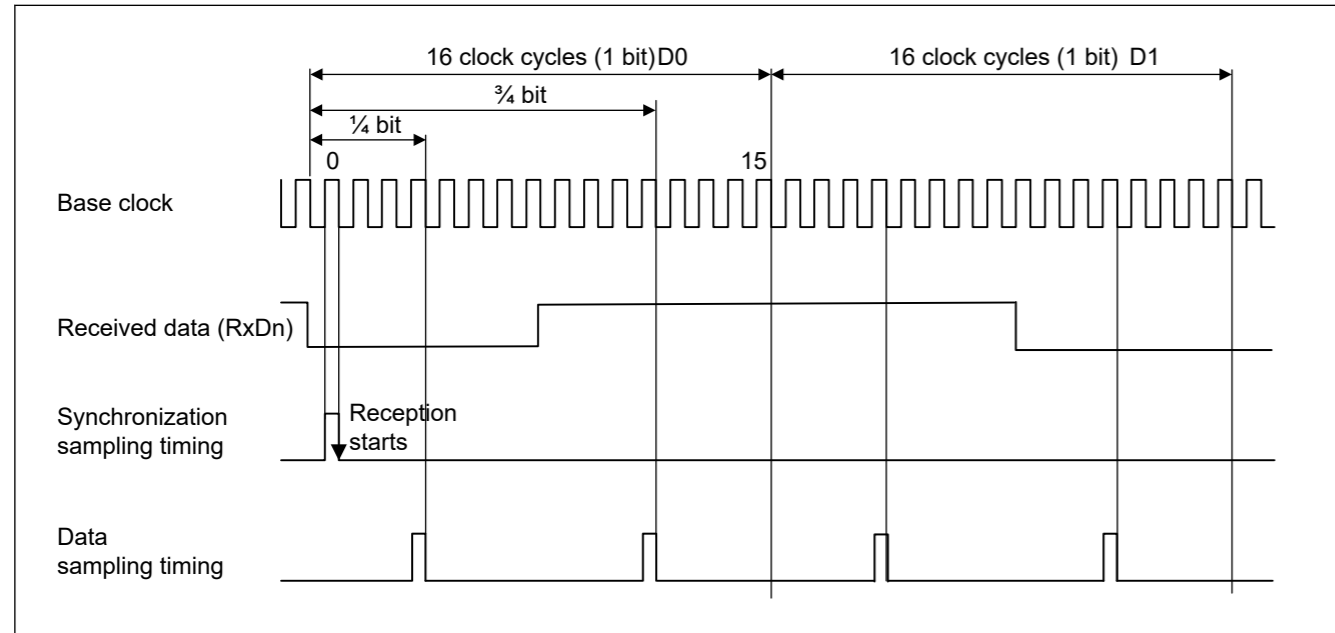 16 clock cycles (1 bit)D0
16 clock cycles (1 bit) D1
¾ bit
¼ bit
0
15
Base clock
Received data (RxDn)
Synchronization
sampling timing
Reception
starts
Data
sampling timing